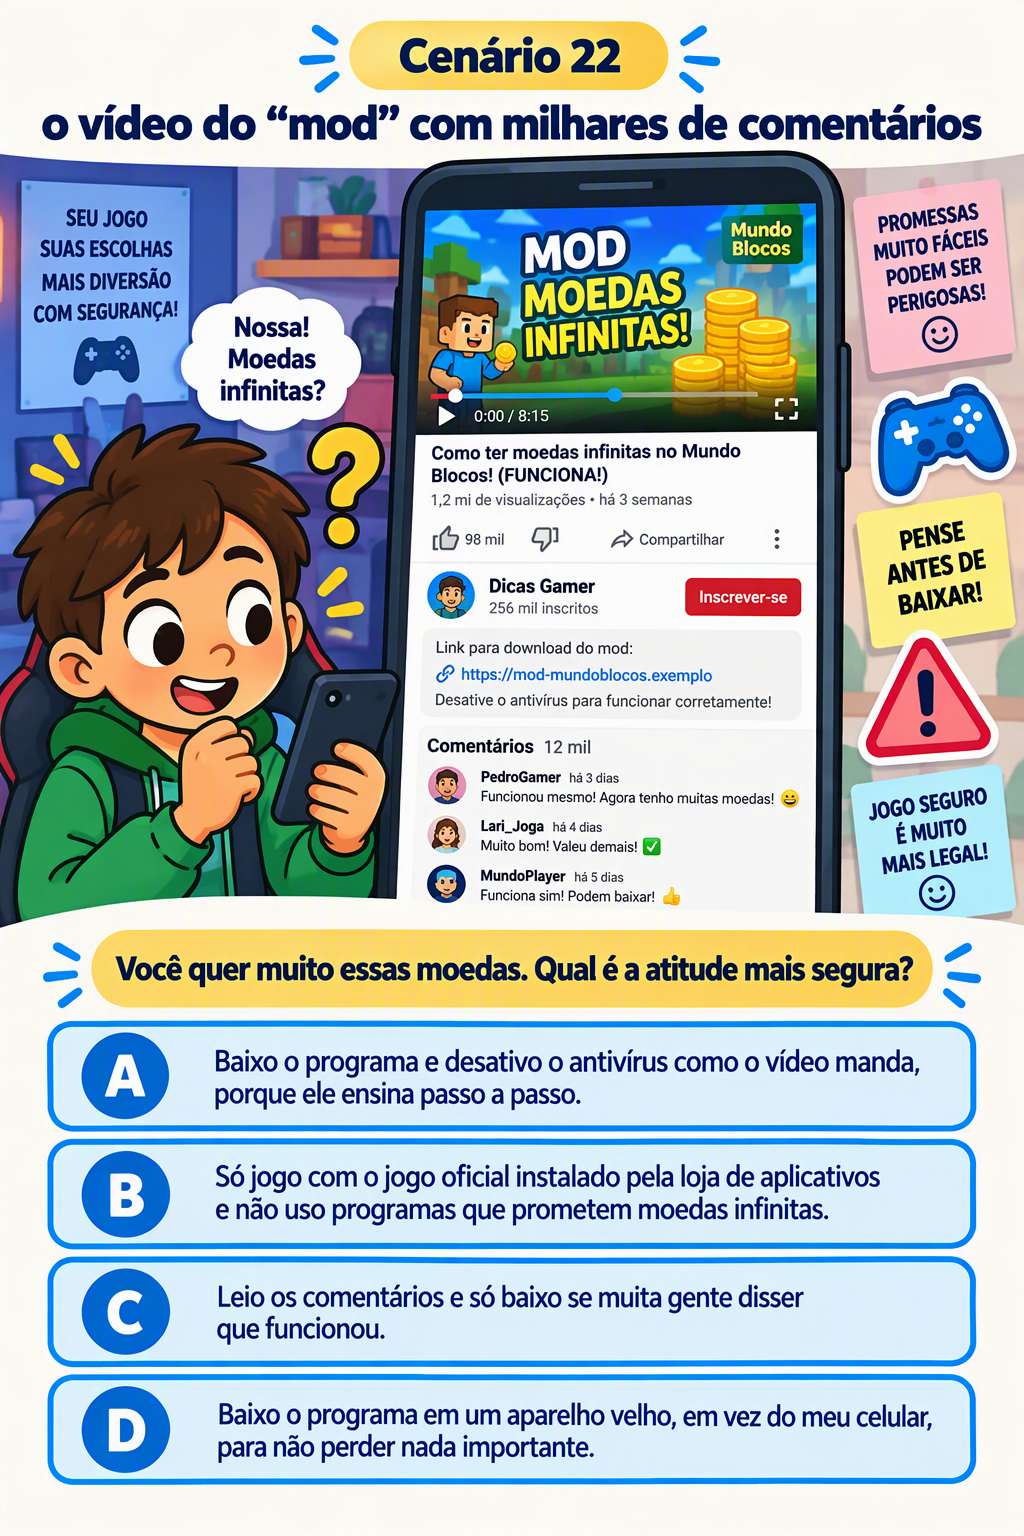 Cenário 22
o vídeo do “mod” com milhares de comentários
SEU JOGO
SUAS ESCOLHAS
MAIS DIVERSÃO
COM SEGURANÇA!
Nossa!
Moedas
infinitas?
Mundo
Blocos
MOD
MOEDAS
INFINITAS!
0:00 / 8:15
Como ter moedas infinitas no Mundo
Blocos! (FUNCIONA!)
1,2 mi de visualizações • há 3 semanas
98 mil
Compartilhar
Dicas Gamer
256 mil inscritos
Inscrever-se
Link para download do mod:
https://mod-mundoblocos.exemplo
Desative o antivírus para funcionar corretamente!
Comentários 12 mil
PedroGamer há 3 dias
Funcionou mesmo! Agora tenho muitas moedas! 😀
Lari_Joga há 4 dias
Muito bom! Valeu demais! ✅
MundoPlayer há 5 dias
Funciona sim! Podem baixar! 👍
PROMESSAS
MUITO FÁCEIS
PODEM SER
PERIGOSAS!
PENSE
ANTES DE
BAIXAR!
JOGO SEGURO
É MUITO
MAIS LEGAL!
Você quer muito essas moedas. Qual é a atitude mais segura?
A
Baixo o programa e desativo o antivírus como o vídeo manda,
porque ele ensina passo a passo.
B
Só jogo com o jogo oficial instalado pela loja de aplicativos
e não uso programas que prometem moedas infinitas.
C
Leio os comentários e só baixo se muita gente disser
que funcionou.
D
Baixo o programa em um aparelho velho, em vez do meu celular,
para não perder nada importante.